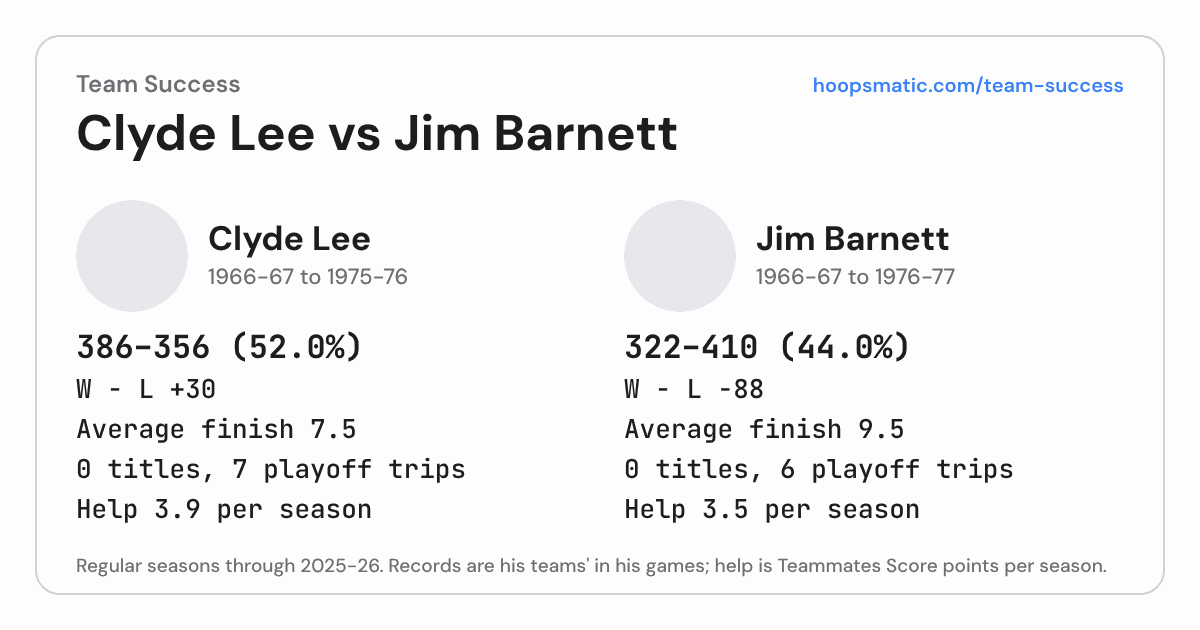 Team Success
hoopsmatic.com/team-success
Clyde Lee vs Jim Barnett
Clyde Lee
1966-67 to 1975-76
386-356 (52.0%)
W - L +30
Average finish 7.5
0 titles, 7 playoff trips
Help 3.9 per season
Jim Barnett
1966-67 to 1976-77
322-410 (44.0%)
W - L -88
Average finish 9.5
0 titles, 6 playoff trips
Help 3.5 per season
Regular seasons through 2025-26. Records are his teams' in his games; help is Teammates Score points per season.